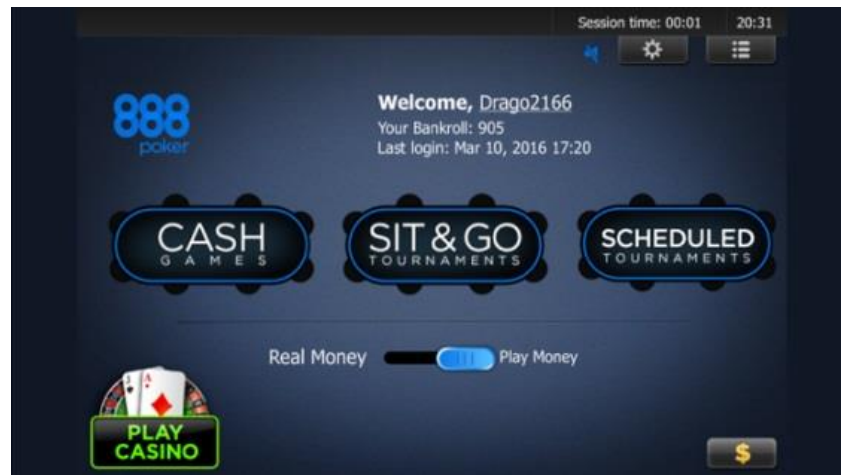 Session time: 00:01 20:31
888
poker
Welcome, Drago2166
Your Bankroll: 905
Last login: Mar 10, 2016 17:20
CASH
GAMES
SIT & GO
TOURNAMENTS
SCHEDULED
TOURNAMENTS
Real Money
Play Money
J
A
PLAY
CASINO
$